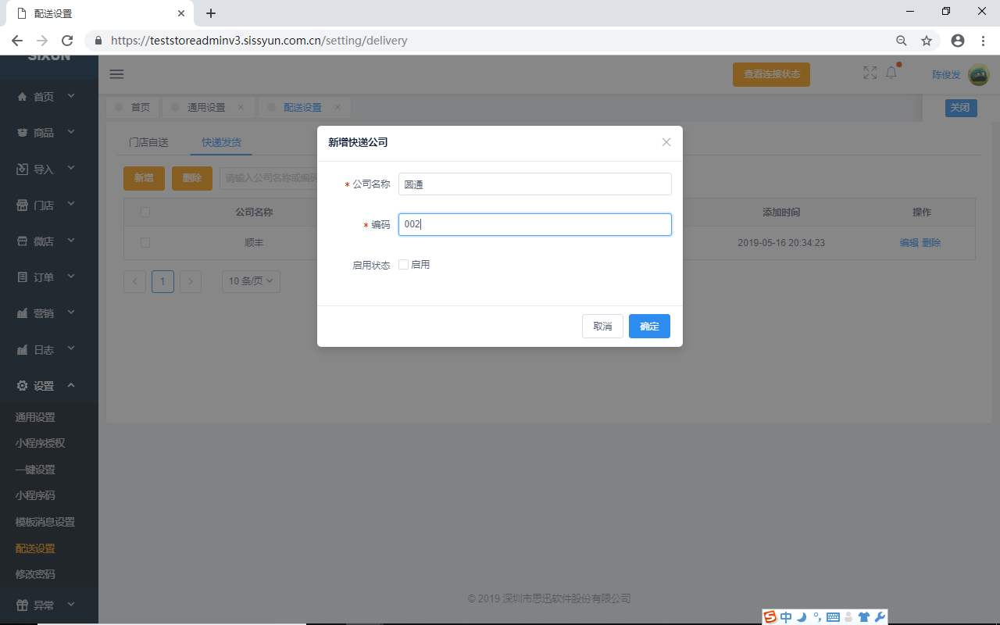 配送设置
https://teststoreadminv3.sissyun.com.cn/setting/delivery
SIXUN
查看连接状态
陈俊发
首页
通用设置
配送设置
关闭
首页
商品
导入
门店
微店
订单
营销
日志
设置
通用设置
小程序授权
一键设置
小程序码
模板消息设置
配送设置
修改密码
异常
门店自送 快递发货
新增 删除 请输入公司名称或编码
公司名称 添加时间 操作
顺丰 2019-05-16 20:34:23 编辑 删除
1 10 条/页
新增快递公司
* 公司名称 圆通
* 编码 002
启用状态 启用
取消 确定
© 2019 深圳市思迅软件股份有限公司
S 中